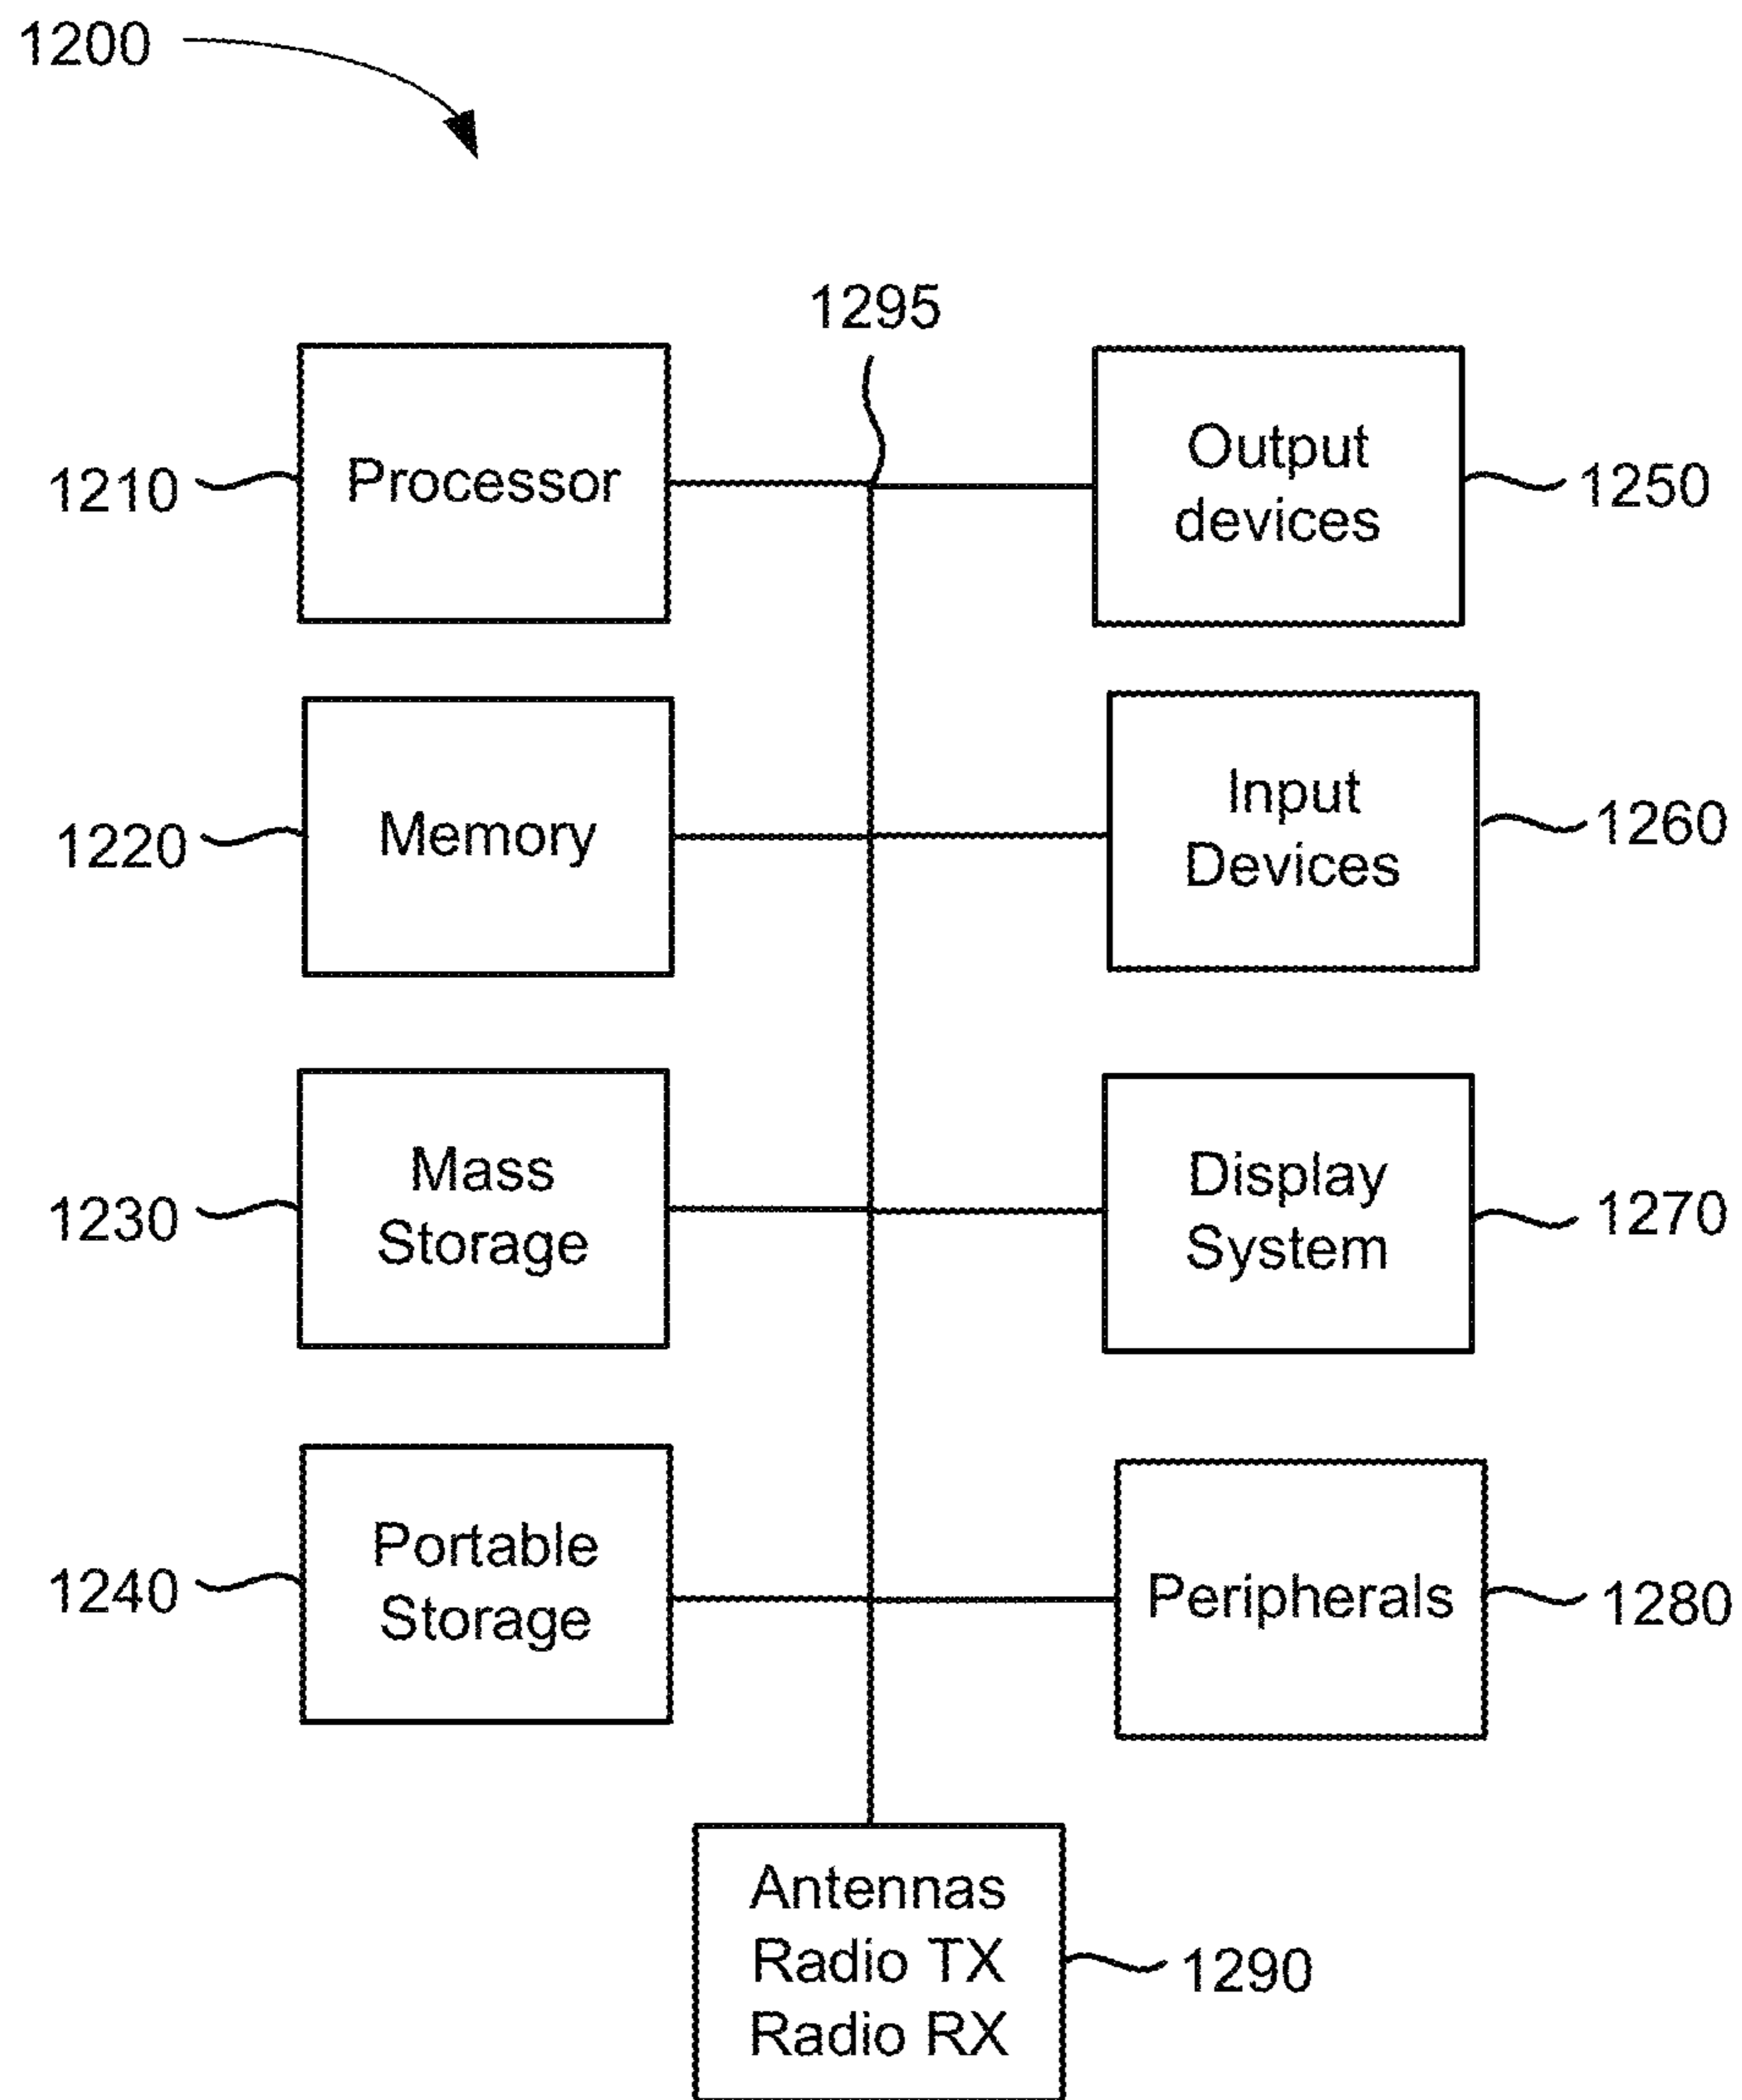 1200
1295
1210
Processor
Output
devices
1250
1220
Memory
Input
Devices
1260
1230
Mass
Storage
Display
System
1270
1240
Portable
Storage
Peripherals
1280
Antennas
Radio TX
Radio RX
1290